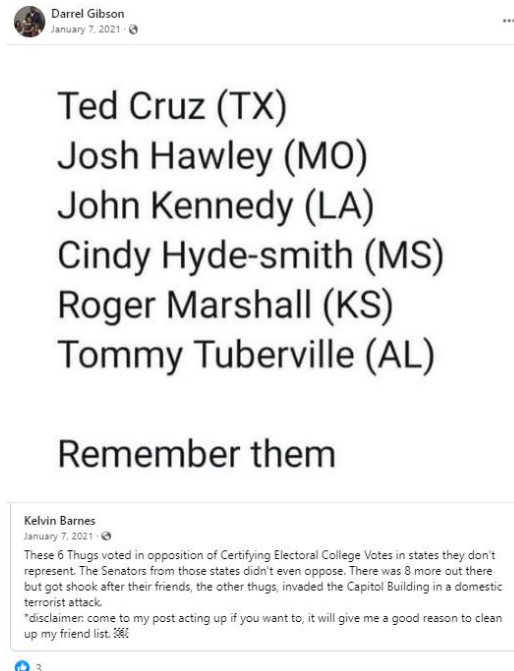 Darrel Gibson
January 7, 2021 ·
Ted Cruz (TX)
Josh Hawley (MO)
John Kennedy (LA)
Cindy Hyde-smith (MS)
Roger Marshall (KS)
Tommy Tuberville (AL)
Remember them
Kelvin Barnes
January 7, 2021 ·
These 6 Thugs voted in opposition of Certifying Electoral College Votes in states they don't
represent. The Senators from those states didn't even oppose. There was 8 more out there
but got shook after their friends, the other thugs, invaded the Capitol Building in a domestic
terrorist attack.
*disclaimer: come to my post acting up if you want to, it will give me a good reason to clean
up my friend list.
3